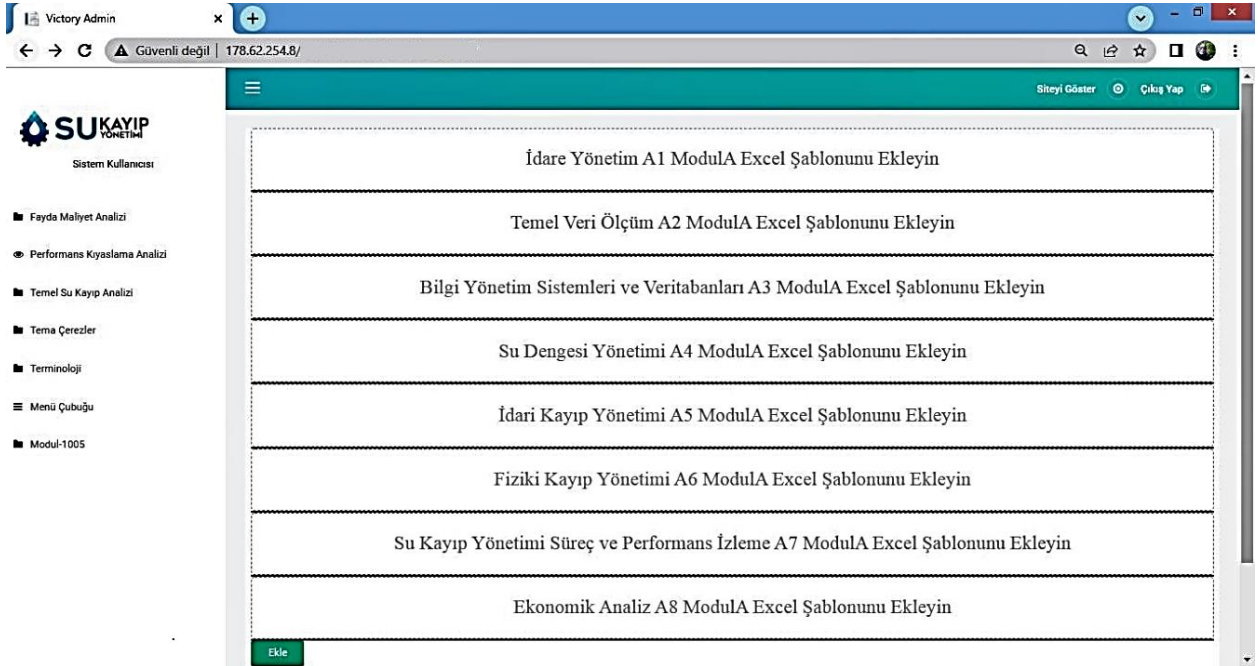 Victory Admin
Güvenli değil | 178.62.254.8/
Siteyi Göster
Çıkış Yap
SU KAYIP
YÖNETİMİ
Sistem Kullanıcısı
Fayda Maliyet Analizi
Performans Kıyaslama Analizi
Temel Su Kayıp Analizi
Tema Çerezler
Terminoloji
Menü Çubuğu
Modul-1005
İdare Yönetim A1 ModulA Excel Şablonunu Ekleyin
Temel Veri Ölçüm A2 ModulA Excel Şablonunu Ekleyin
Bilgi Yönetim Sistemleri ve Veritabanları A3 ModulA Excel Şablonunu Ekleyin
Su Dengesi Yönetimi A4 ModulA Excel Şablonunu Ekleyin
İdari Kayıp Yönetimi A5 ModulA Excel Şablonunu Ekleyin
Fiziki Kayıp Yönetimi A6 ModulA Excel Şablonunu Ekleyin
Su Kayıp Yönetimi Süreç ve Performans İzleme A7 ModulA Excel Şablonunu Ekleyin
Ekonomik Analiz A8 ModulA Excel Şablonunu Ekleyin
Ekle